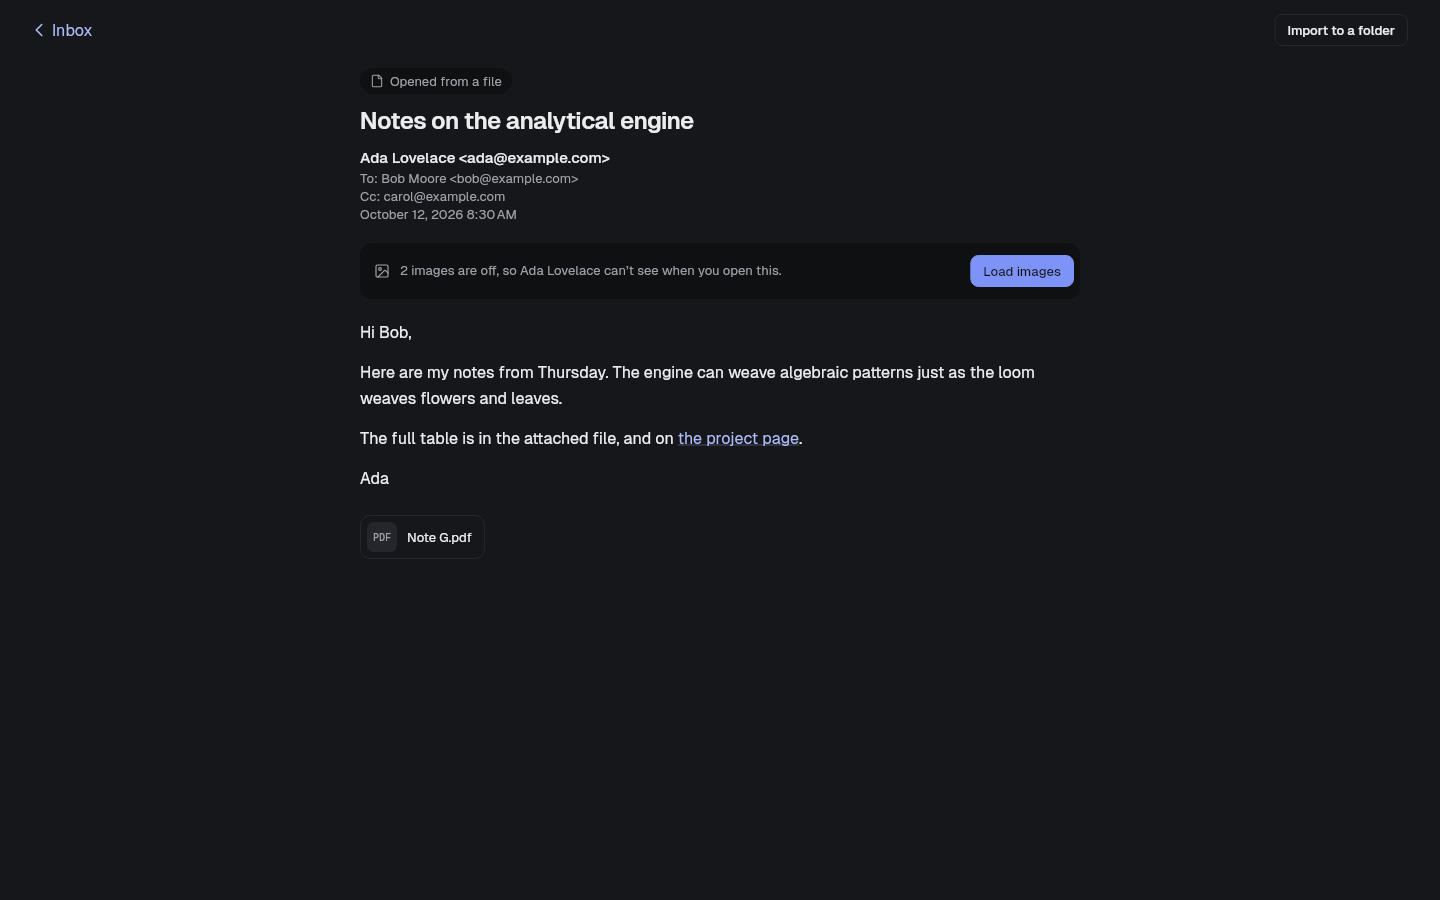 Inbox
Import to a folder
Opened from a file
Notes on the analytical engine
Ada Lovelace <ada@example.com>
To: Bob Moore <bob@example.com>
Cc: carol@example.com
October 12, 2026 8:30 AM
2 images are off, so Ada Lovelace can't see when you open this.
Load images
Hi Bob,
Here are my notes from Thursday. The engine can weave algebraic patterns just as the loom
weaves flowers and leaves.
The full table is in the attached file, and on the project page.
Ada
PDF
Note G.pdf